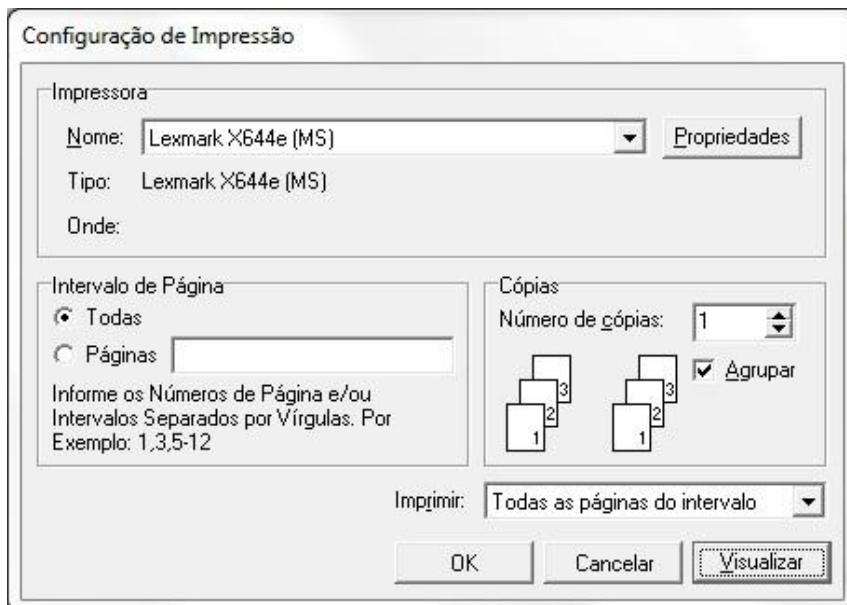 Configuração de Impressão
Impressora
Nome: Lexmark X644e (MS) Propriedades
Tipo: Lexmark X644e (MS)
Onde:
Intervalo de Página
Todas
Páginas
Informe os Números de Página e/ou
Intervalos Separados por Vírgulas. Por
Exemplo: 1,3,5-12
Cópias
Número de cópias: 1
3 3
2 2
1 1
Agrupar
Imprimir: Todas as páginas do intervalo
OK Cancelar Visualizar